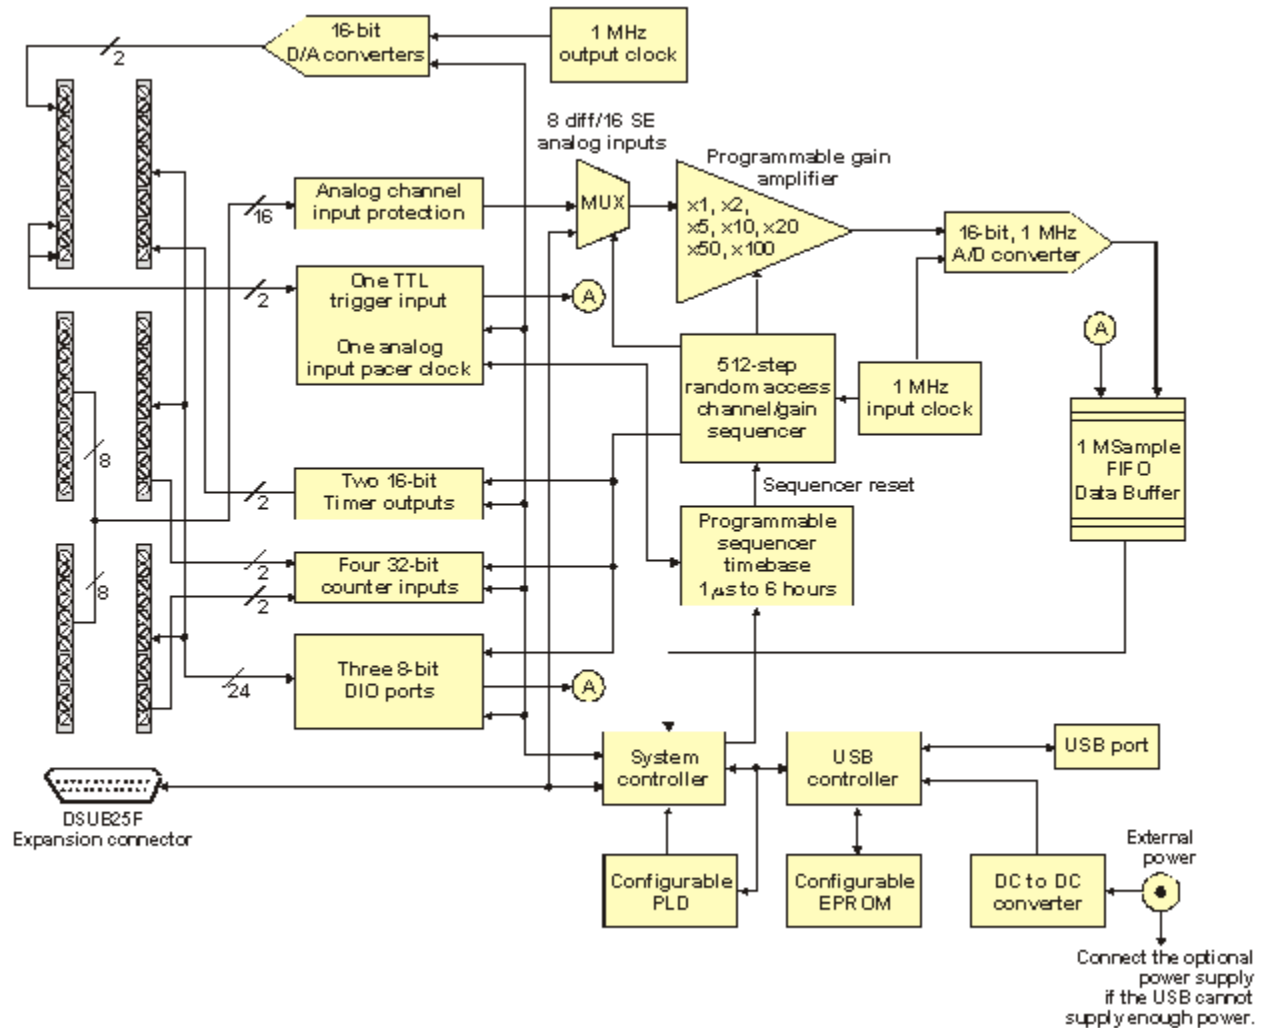 16-bit
D/A converters
1 MHz
output clock
2
8 diff/16 SE
analog inputs
Programmable gain
amplifier
Analog channel
input protection
16
MUX
x1, x2,
x5, x10, x20
x50, x100
16-bit, 1 MHz
A/D converter
One TTL
trigger input
One analog
input pacer clock
2
A
A
512-step
random access
channel/gain
sequencer
1 MHz
input clock
1 MSample
FIFO
Data Buffer
8
Two 16-bit
Timer outputs
2
Sequencer reset
Programmable
sequencer
timebase
1 µs to 6 hours
Four 32-bit
counter inputs
2
2
8
Three 8-bit
DIO ports
24
A
System
controller
USB
controller
USB port
DSUB25F
Expansion connector
Configurable
PLD
Configurable
EPROM
DC to DC
converter
External
power
Connect the optional
power supply
if the USB cannot
supply enough power.